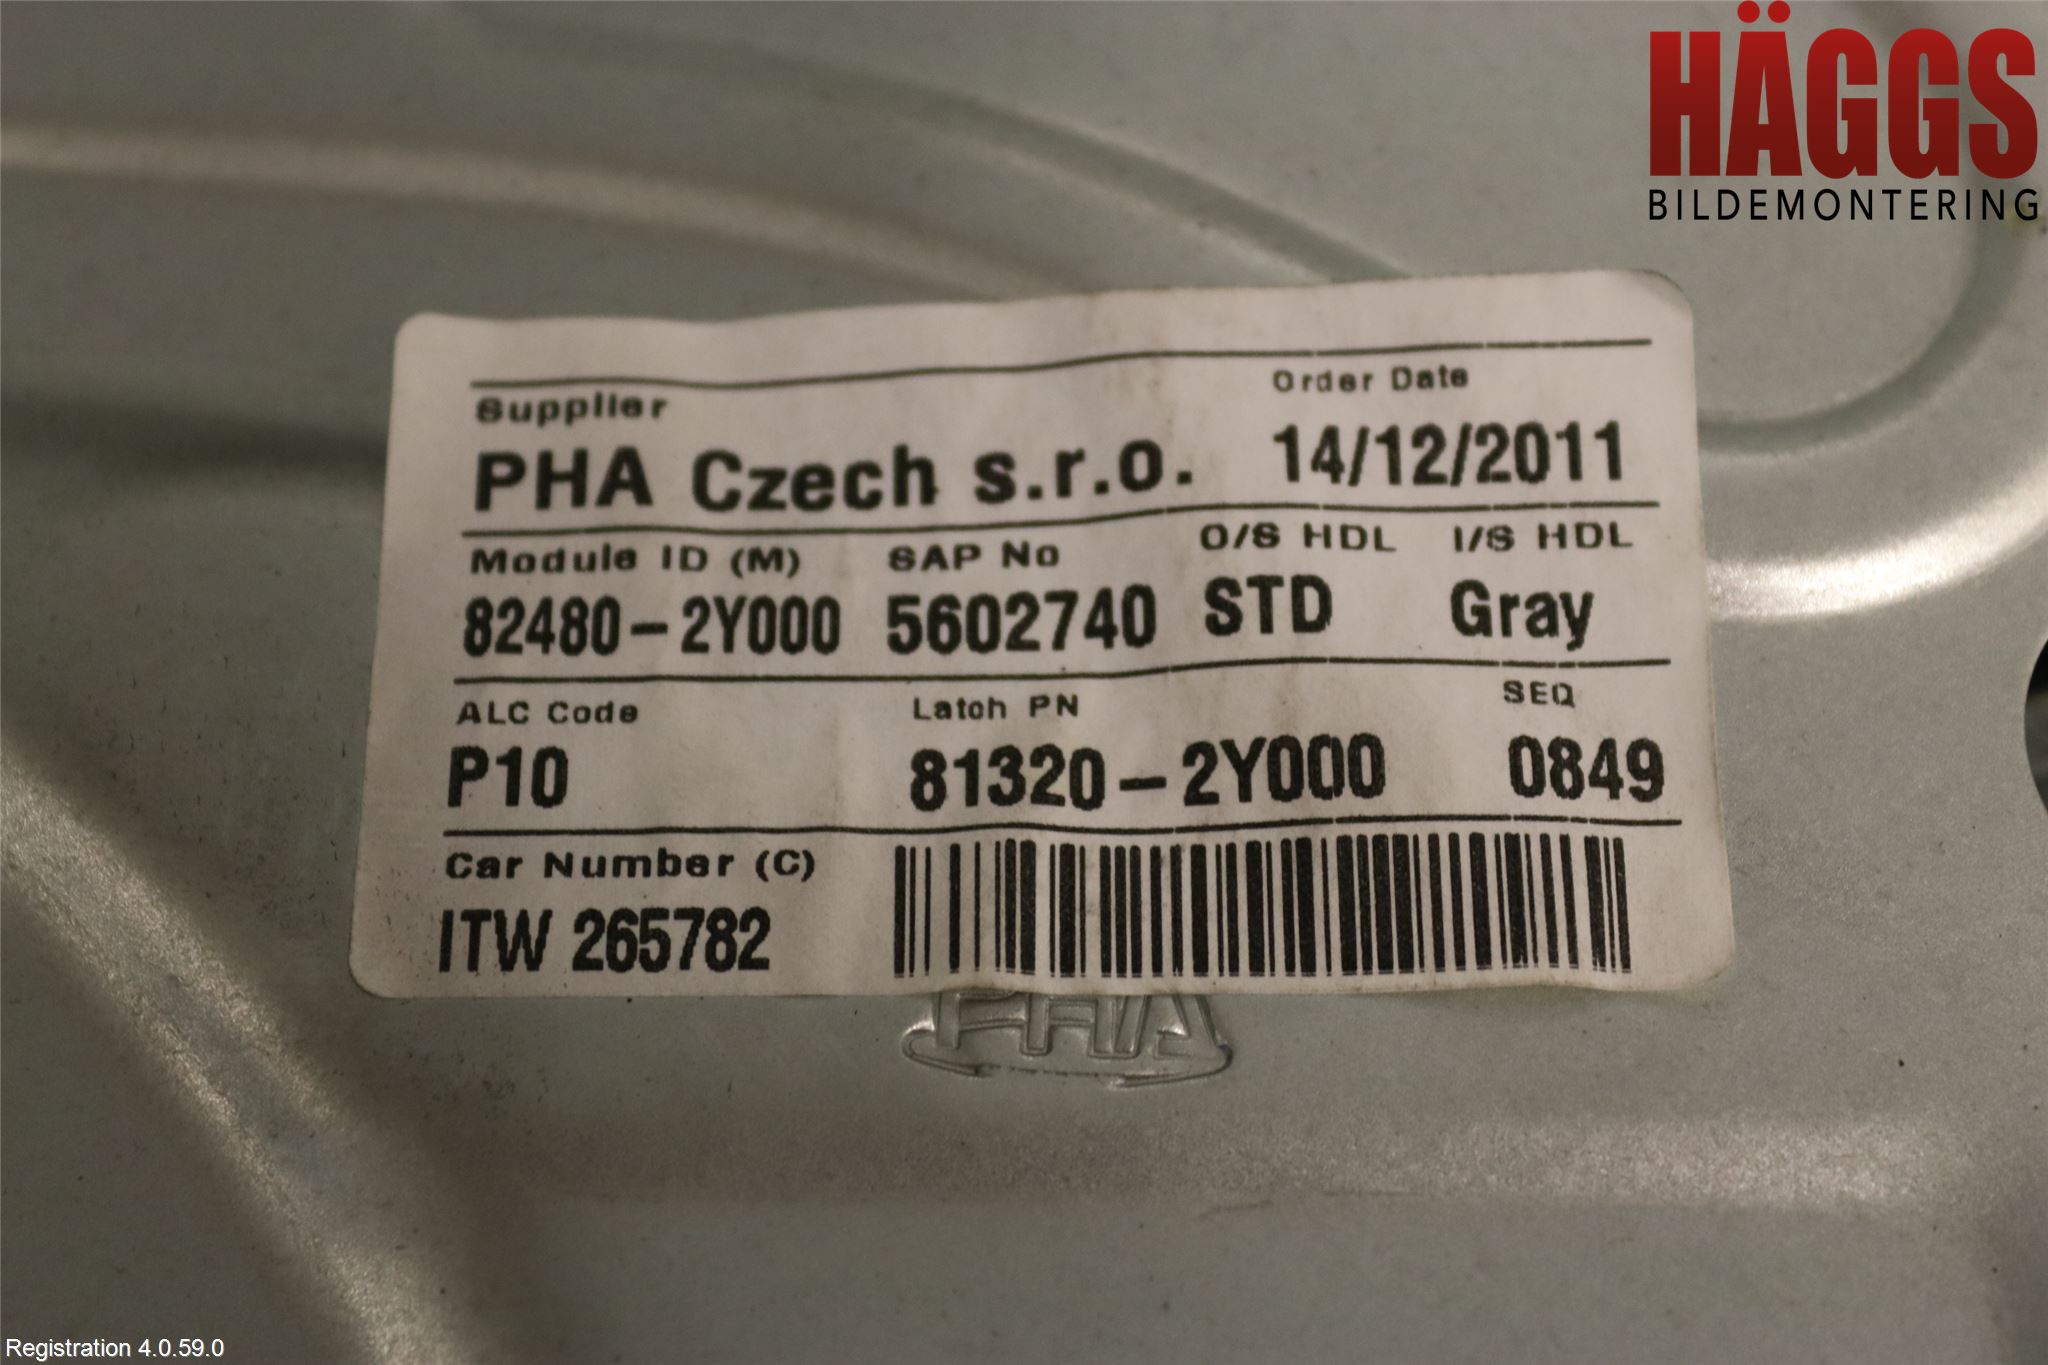 HÄGGS
BILDEMONTERING
Supplier Order Date
PHA Czech s.r.o. 14/12/2011
Module ID (M) SAP No O/S HDL I/S HDL
82480-2Y000 5602740 STD Gray
ALC Code Latch PN SEQ
P10 81320-2Y000 0849
Car Number (C)
ITW 265782
PHA
Registration 4.0.59.0